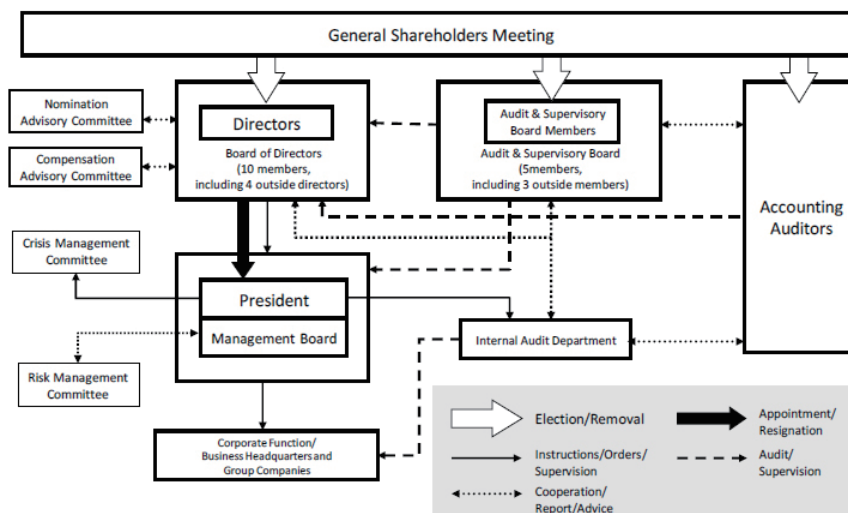 General Shareholders Meeting
Nomination
Advisory Committee
Compensation
Advisory Committee
Directors
Board of Directors
(10 members,
including 4 outside directors)
Audit & Supervisory
Board Members
Audit & Supervisory Board
(5members,
including 3 outside members)
Accounting
Auditors
Crisis Management
Committee
President
Management Board
Internal Audit Department
Risk Management
Committee
Corporate Function/
Business Headquarters and
Group Companies
Election/Removal
Appointment/
Resignation
Instructions/Orders/
Supervision
Audit/
Supervision
Cooperation/
Report/Advice